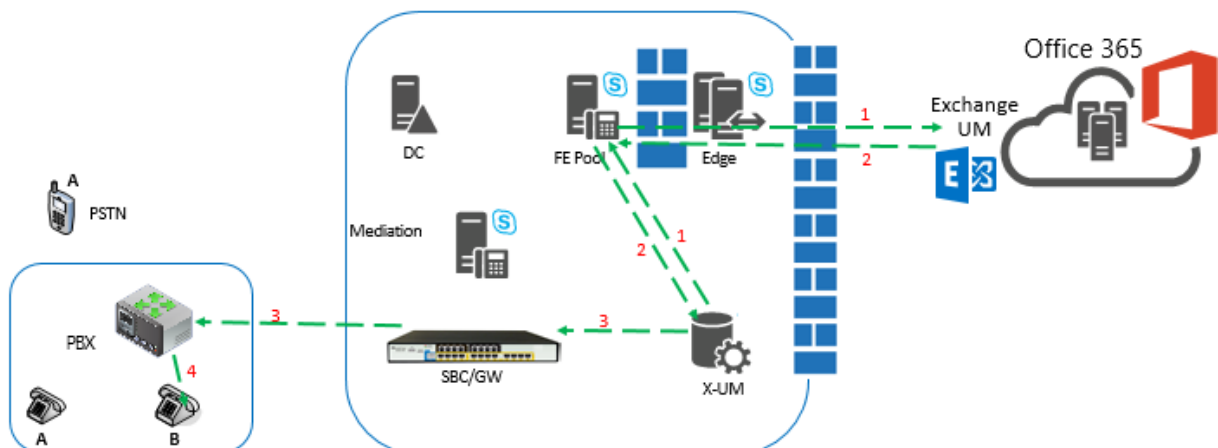 Office 365
Exchange
UM
1
2
DC
FE Pool
Edge
A
PSTN
Mediation
1
2
3
3
PBX
4
SBC/GW
X-UM
A
B
S
S
S
E